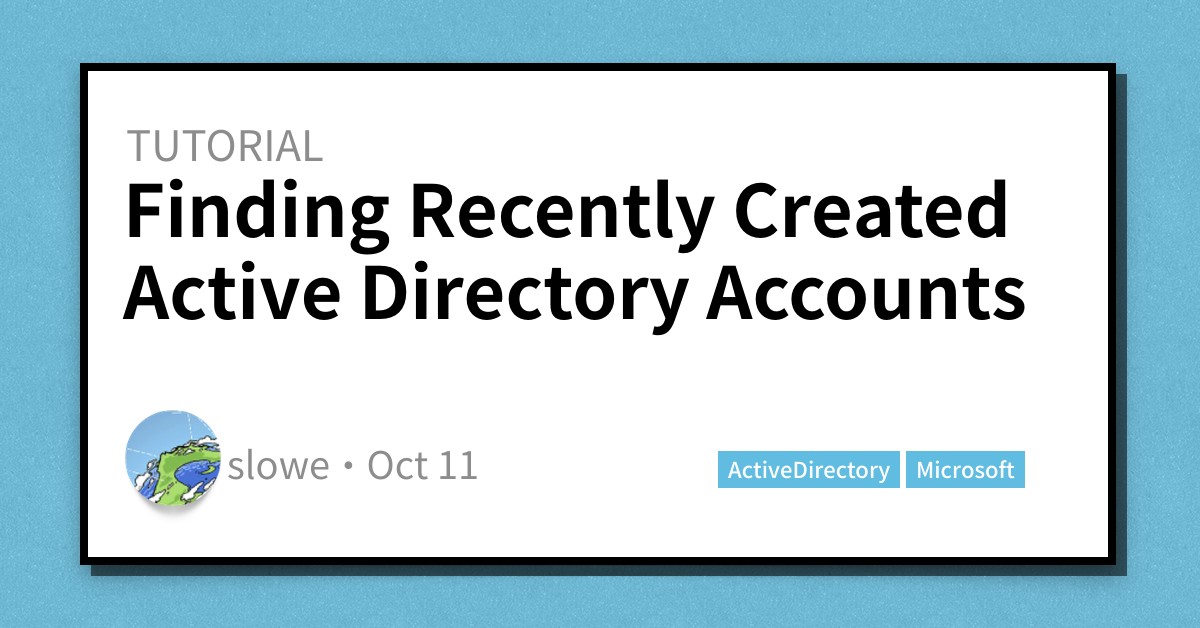 TUTORIAL
Finding Recently Created
Active Directory Accounts
slowe • Oct 11
ActiveDirectory Microsoft